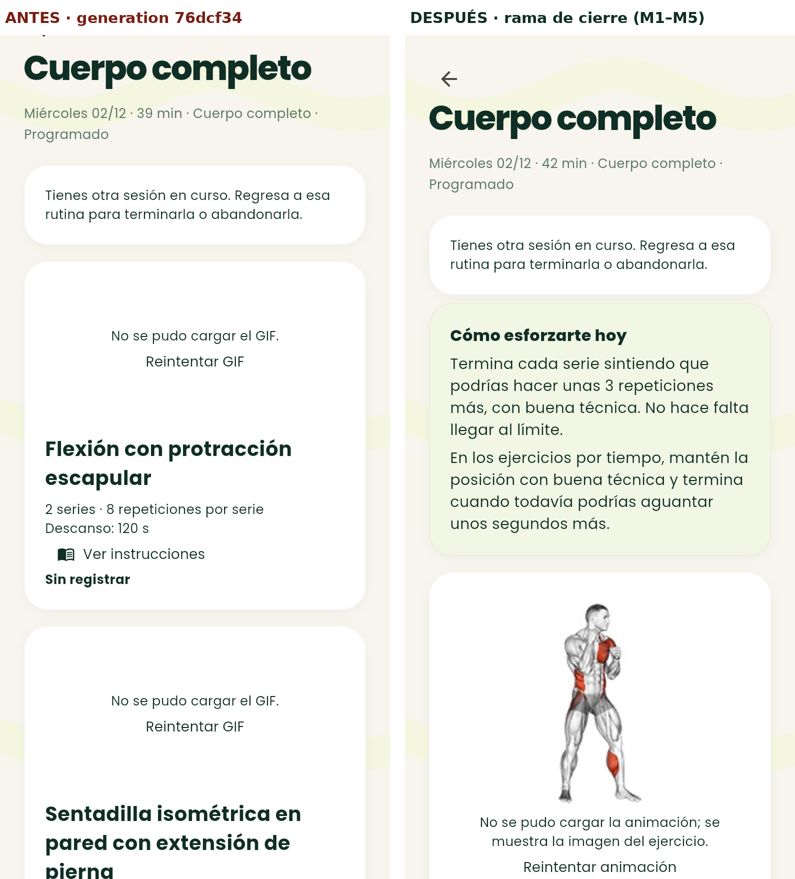 ANTES · generation 76dcf34
Cuerpo completo
Miércoles 02/12 · 39 min · Cuerpo completo ·
Programado
Tienes otra sesión en curso. Regresa a esa
rutina para terminarla o abandonarla.
No se pudo cargar el GIF.
Reintentar GIF
Flexión con protracción
escapular
2 series · 8 repeticiones por serie
Descanso: 120 s
Ver instrucciones
Sin registrar
No se pudo cargar el GIF.
Reintentar GIF
Sentadilla isométrica en
pared con extensión de
pierna
DESPUÉS · rama de cierre (M1–M5)
Cuerpo completo
Miércoles 02/12 · 42 min · Cuerpo completo ·
Programado
Tienes otra sesión en curso. Regresa a esa
rutina para terminarla o abandonarla.
Cómo esforzarte hoy
Termina cada serie sintiendo que
podrías hacer unas 3 repeticiones
más, con buena técnica. No hace falta
llegar al límite.
En los ejercicios por tiempo, mantén la
posición con buena técnica y termina
cuando todavía podrías aguantar
unos segundos más.
No se pudo cargar la animación; se
muestra la imagen del ejercicio.
Reintentar animación